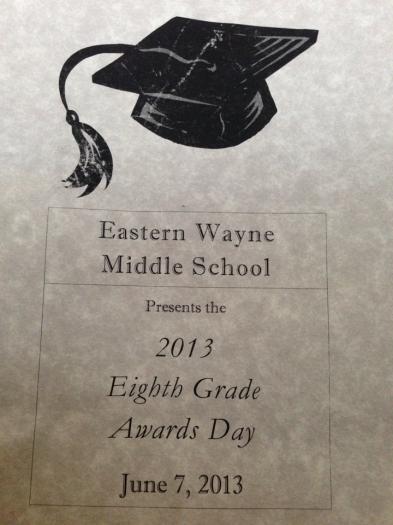 Eastern Wayne
Middle School
Presents the
2013
Eighth Grade
Awards Day
June 7, 2013